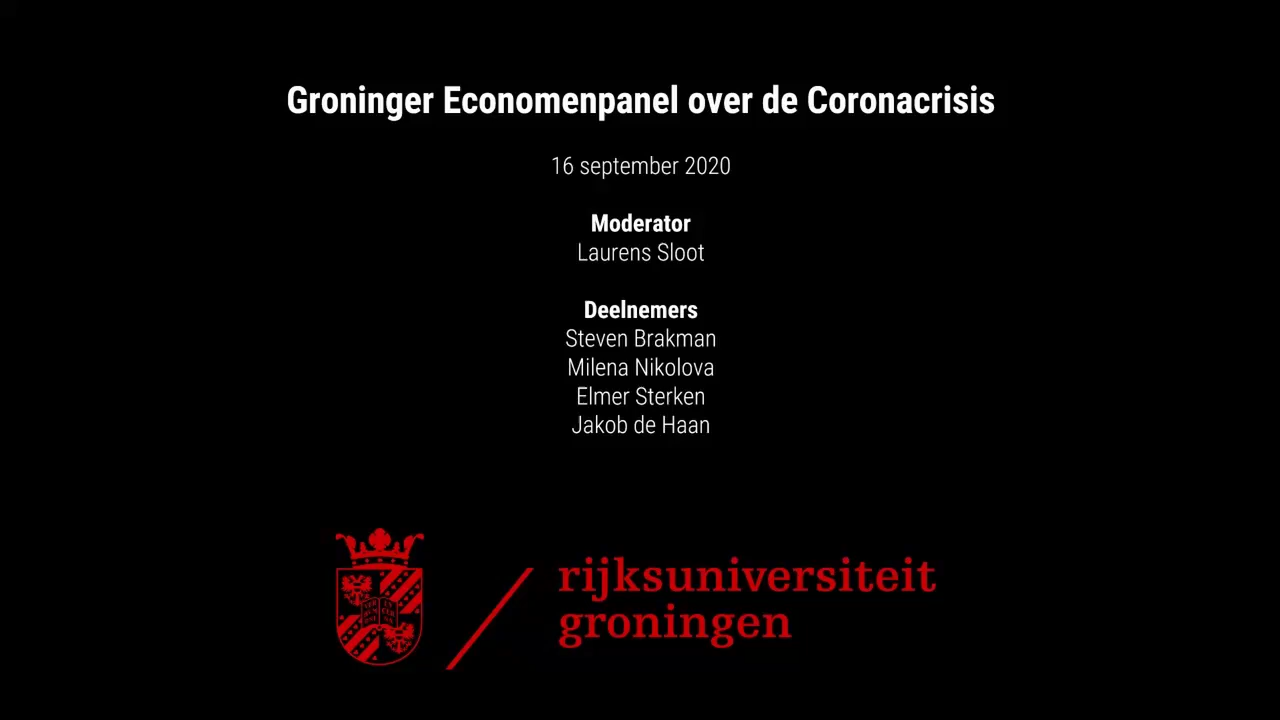 Groninger Economenpanel over de Coronacrisis
16 september 2020
Moderator
Laurens Sloot
Deelnemers
Steven Brakman
Milena Nikolova
Elmer Sterken
Jakob de Haan
rijksuniversiteit
groningen